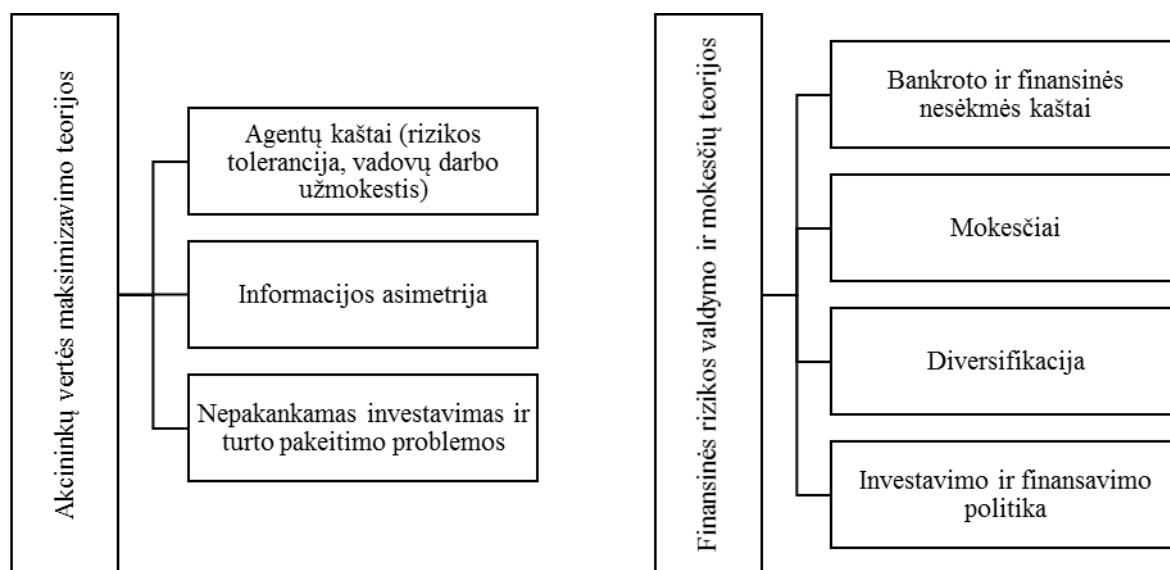 Akcininkų vertės maksimizavimo teorijos
Agentų kaštai (rizikos
tolerancija, vadovų darbo
užmokestis)
Informacijos asimetrija
Nepakankamas investavimas ir
turto pakeitimo problemos
Finansinės rizikos valdymo ir mokesčių teorijos
Bankroto ir finansinės
nesėkmės kaštai
Mokesčiai
Diversifikacija
Investavimo ir finansavimo
politika